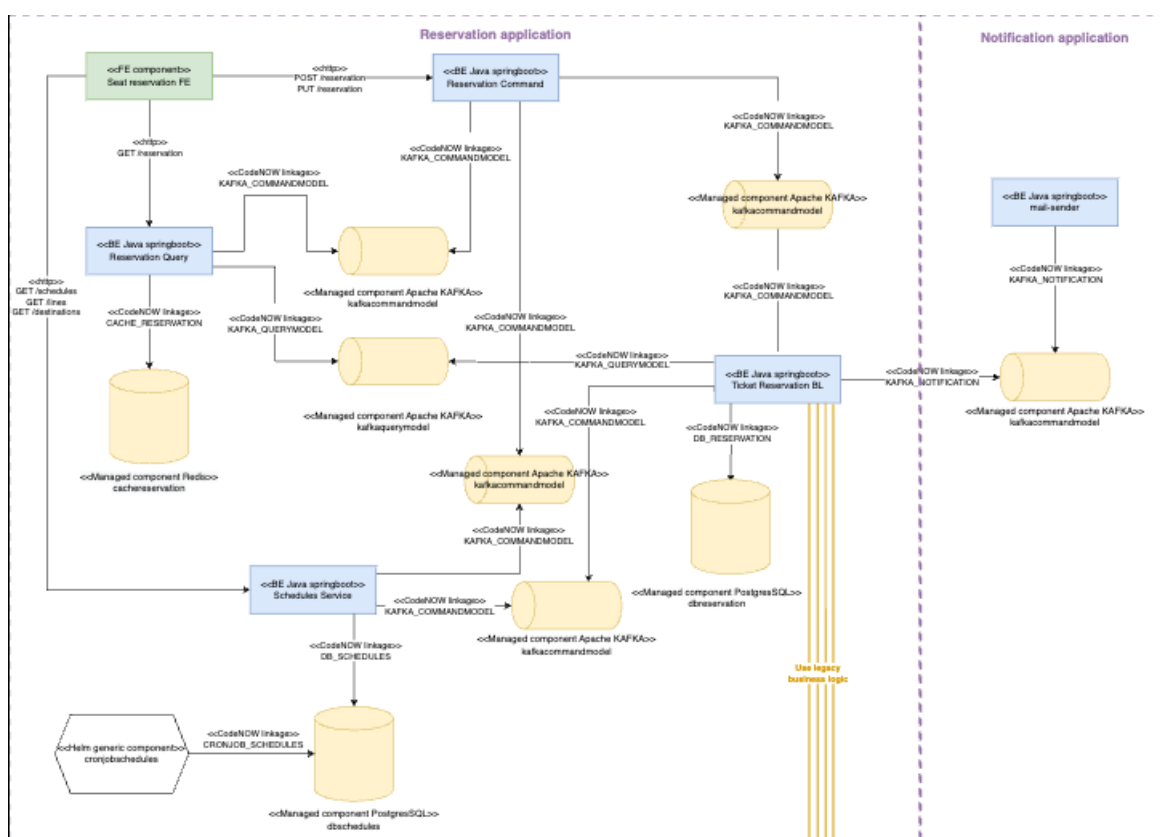 Reservation application
Notification application
<<FE component>>
Seat reservation FE
<<http>>
POST /reservation
PUT /reservation
<<BE Java springboot>>
Reservation Command
<<CodeNOW linkage>>
KAFKA_COMMANDMODEL
<<http>>
GET /reservation
<<CodeNOW linkage>>
KAFKA_COMMANDMODEL
<<CodeNOW linkage>>
KAFKA_COMMANDMODEL
<<Managed component Apache KAFKA>>
kafkacommandmodel
<<BE Java springboot>>
mail-sender
<<BE Java springboot>>
Reservation Query
<<http>>
GET /schedules
GET /lines
GET /destinations
<<CodeNOW linkage>>
KAFKA_COMMANDMODEL
<<CodeNOW linkage>>
KAFKA_NOTIFICATION
<<Managed component Apache KAFKA>>
kafkacommandmodel
<<CodeNOW linkage>>
CACHE_RESERVATION
<<CodeNOW linkage>>
KAFKA_QUERYMODEL
<<CodeNOW linkage>>
KAFKA_COMMANDMODEL
<<CodeNOW linkage>>
KAFKA_QUERYMODEL
<<BE Java springboot>>
Ticket Reservation BL
<<CodeNOW linkage>>
KAFKA_NOTIFICATION
<<Managed component Apache KAFKA>>
kafkaquerymodel
<<CodeNOW linkage>>
KAFKA_COMMANDMODEL
<<CodeNOW linkage>>
DB_RESERVATION
<<Managed component Apache KAFKA>>
kafkacommandmodel
<<Managed component Redis>>
cachereservation
<<Managed component Apache KAFKA>>
kafkacommandmodel
<<CodeNOW linkage>>
KAFKA_COMMANDMODEL
<<BE Java springboot>>
Schedules Service
<<CodeNOW linkage>>
KAFKA_COMMANDMODEL
<<Managed component PostgresSQL>>
dbreservation
<<Managed component Apache KAFKA>>
kafkacommandmodel
<<CodeNOW linkage>>
DB_SCHEDULES
Use legacy
business logic
<<Helm generic component>>
cronjobschedules
<<CodeNOW linkage>>
CRONJOB_SCHEDULES
<<Managed component PostgresSQL>>
dbschedules